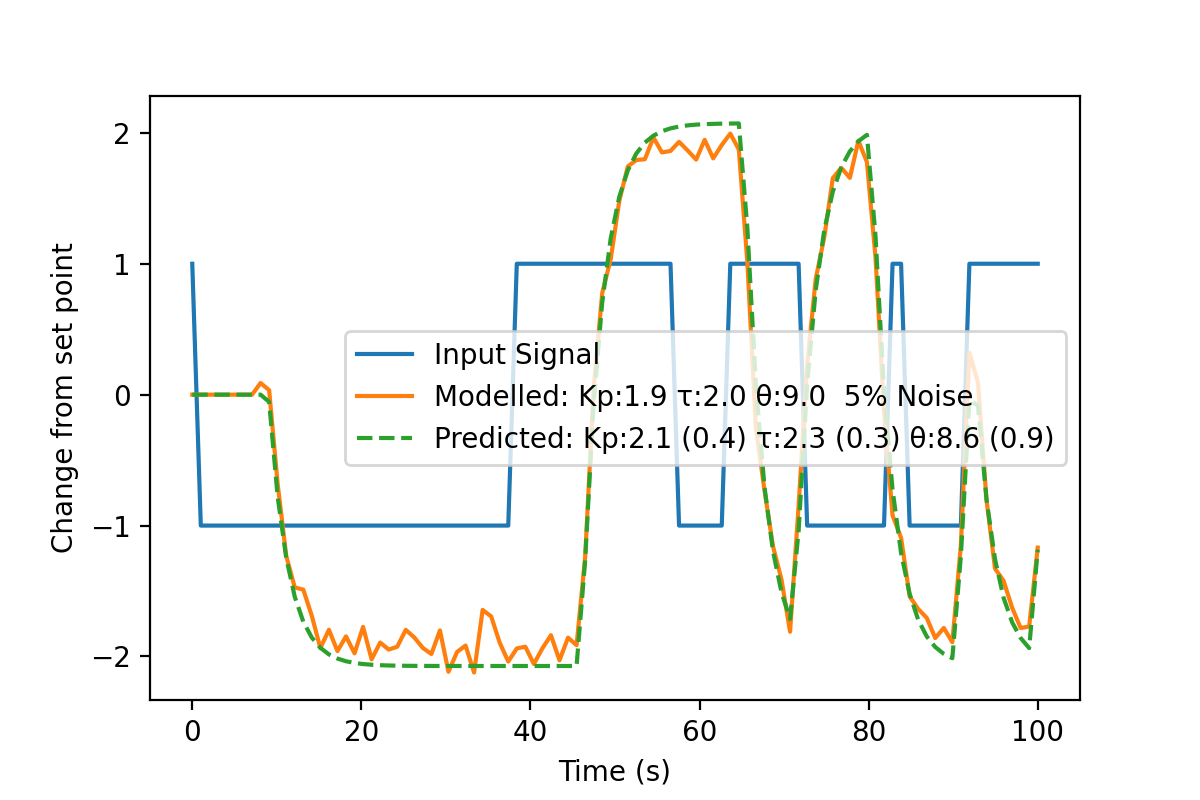 Change from set point
2
1
0
−1
−2
Input Signal
Modelled: Kp:1.9 τ:2.0 θ:9.0  5% Noise
Predicted: Kp:2.1 (0.4) τ:2.3 (0.3) θ:8.6 (0.9)
0 20 40 60 80 100
Time (s)